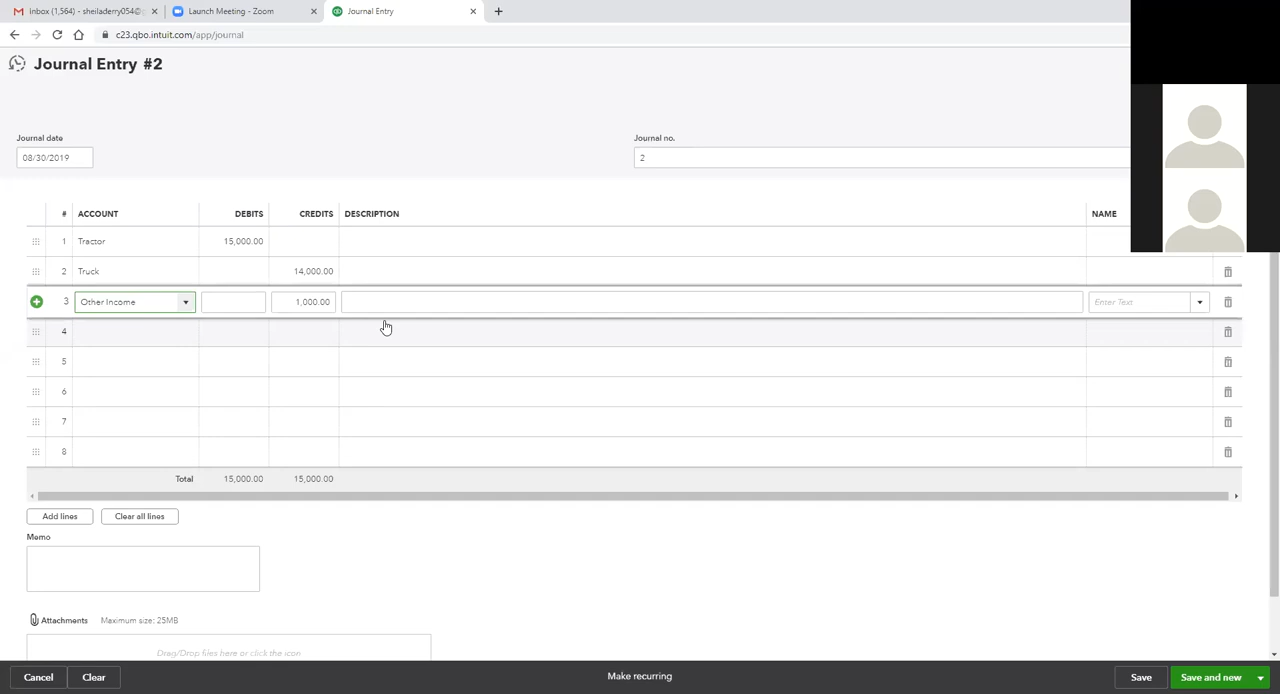 Inbox (1,564) - sheiladerry054@g
Launch Meeting - Zoom
Journal Entry
c23.qbo.intuit.com/app/journal
Journal Entry #2
Journal date
Journal no.
08/30/2019
2
# ACCOUNT DEBITS CREDITS DESCRIPTION NAME
1 Tractor 15,000.00
2 Truck 14,000.00
3 Other Income 1,000.00 Enter Text
4
5
6
7
8
Total 15,000.00 15,000.00
Add lines Clear all lines
Memo
Attachments Maximum size: 25MB
Drag/Drop files here or click the icon
Cancel Clear Make recurring Save Save and new